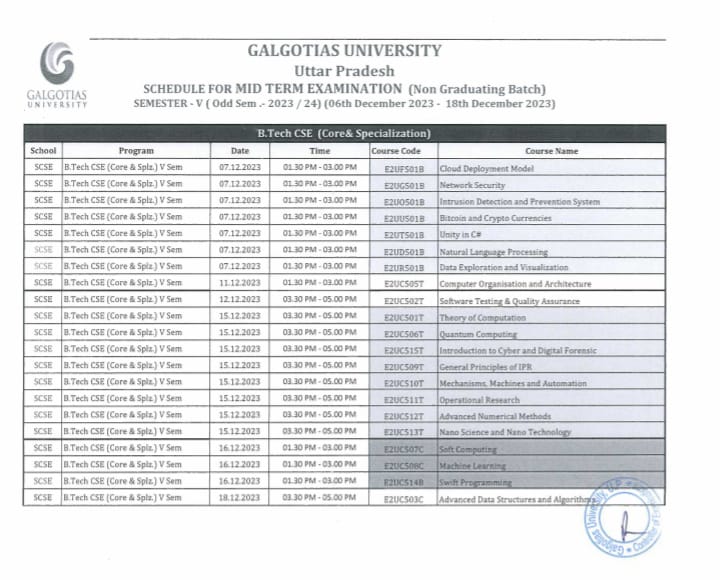 GALGOTIAS
UNIVERSITY
GALGOTIAS UNIVERSITY
Uttar Pradesh
SCHEDULE FOR MID TERM EXAMINATION (Non Graduating Batch)
SEMESTER - V ( Odd Sem .- 2023 / 24) (06th December 2023 - 18th December 2023)
B.Tech CSE (Core& Specialization)
School Program Date Time Course Code Course Name
SCSE B.Tech CSE (Core & Splz.) V Sem 07.12.2023 01.30 PM - 03.00 PM E2UF501B Cloud Deployment Model
SCSE B.Tech CSE (Core & Splz.) V Sem 07.12.2023 01.30 PM - 03.00 PM E2UG501B Network Security
SCSE B.Tech CSE (Core & Splz.) V Sem 07.12.2023 01.30 PM - 03.00 PM E2UO501B Intrusion Detection and Prevention System
SCSE B.Tech CSE (Core & Splz.) V Sem 07.12.2023 01.30 PM - 03.00 PM E2UU501B Bitcoin and Crypto Currencies
SCSE B.Tech CSE (Core & Splz.) V Sem 07.12.2023 01.30 PM - 03.00 PM E2UT501B Unity in C#
SCSE B.Tech CSE (Core & Splz.) V Sem 07.12.2023 01.30 PM - 03.00 PM E2UD501B Natural Language Processing
SCSE B.Tech CSE (Core & Splz.) V Sem 07.12.2023 01.30 PM - 03.00 PM E2UR501B Data Exploration and Visualization
SCSE B.Tech CSE (Core & Splz.) V Sem 11.12.2023 01.30 PM - 03.00 PM E2UC505T Computer Organisation and Architecture
SCSE B.Tech CSE (Core & Splz.) V Sem 12.12.2023 03.30 PM - 05.00 PM E2UC502T Software Testing & Quality Assurance
SCSE B.Tech CSE (Core & Splz.) V Sem 15.12.2023 03.30 PM - 05.00 PM E2UC501T Theory of Computation
SCSE B.Tech CSE (Core & Splz.) V Sem 15.12.2023 03.30 PM - 05.00 PM E2UC506T Quantum Computing
SCSE B.Tech CSE (Core & Splz.) V Sem 15.12.2023 03.30 PM - 05.00 PM E2UC515T Introduction to Cyber and Digital Forensic
SCSE B.Tech CSE (Core & Splz.) V Sem 15.12.2023 03.30 PM - 05.00 PM E2UC509T General Principles of IPR
SCSE B.Tech CSE (Core & Splz.) V Sem 15.12.2023 03.30 PM - 05.00 PM E2UC510T Mechanisms, Machines and Automation
SCSE B.Tech CSE (Core & Splz.) V Sem 15.12.2023 03.30 PM - 05.00 PM E2UC511T Operational Research
SCSE B.Tech CSE (Core & Splz.) V Sem 15.12.2023 03.30 PM - 05.00 PM E2UC512T Advanced Numerical Methods
SCSE B.Tech CSE (Core & Splz.) V Sem 15.12.2023 03.30 PM - 05.00 PM E2UC513T Nano Science and Nano Technology
SCSE B.Tech CSE (Core & Splz.) V Sem 16.12.2023 01.30 PM - 03.00 PM E2UC507C Soft Computing
SCSE B.Tech CSE (Core & Splz.) V Sem 16.12.2023 01.30 PM - 03.00 PM E2UC508C Machine Learning
SCSE B.Tech CSE (Core & Splz.) V Sem 16.12.2023 01.30 PM - 03.00 PM E2UC514B Swift Programming
SCSE B.Tech CSE (Core & Splz.) V Sem 18.12.2023 03.30 PM - 05.00 PM E2UC503C Advanced Data Structures and Algorithms
Galgotias University, U.P.